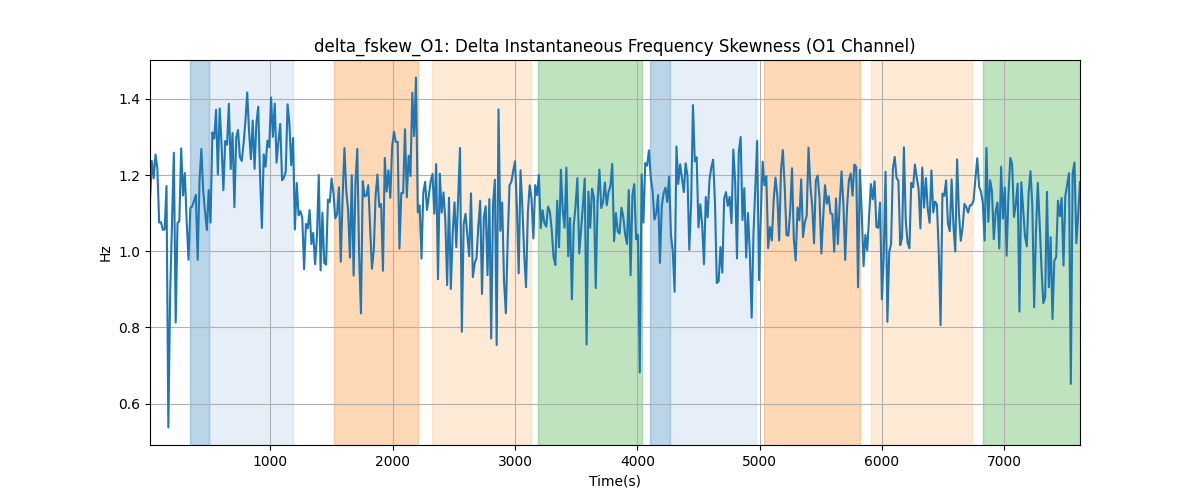 delta_fskew_O1: Delta Instantaneous Frequency Skewness (O1 Channel)
Hz
1.4
1.2
1.0
0.8
0.6
1000 2000 3000 4000 5000 6000 7000
Time(s)